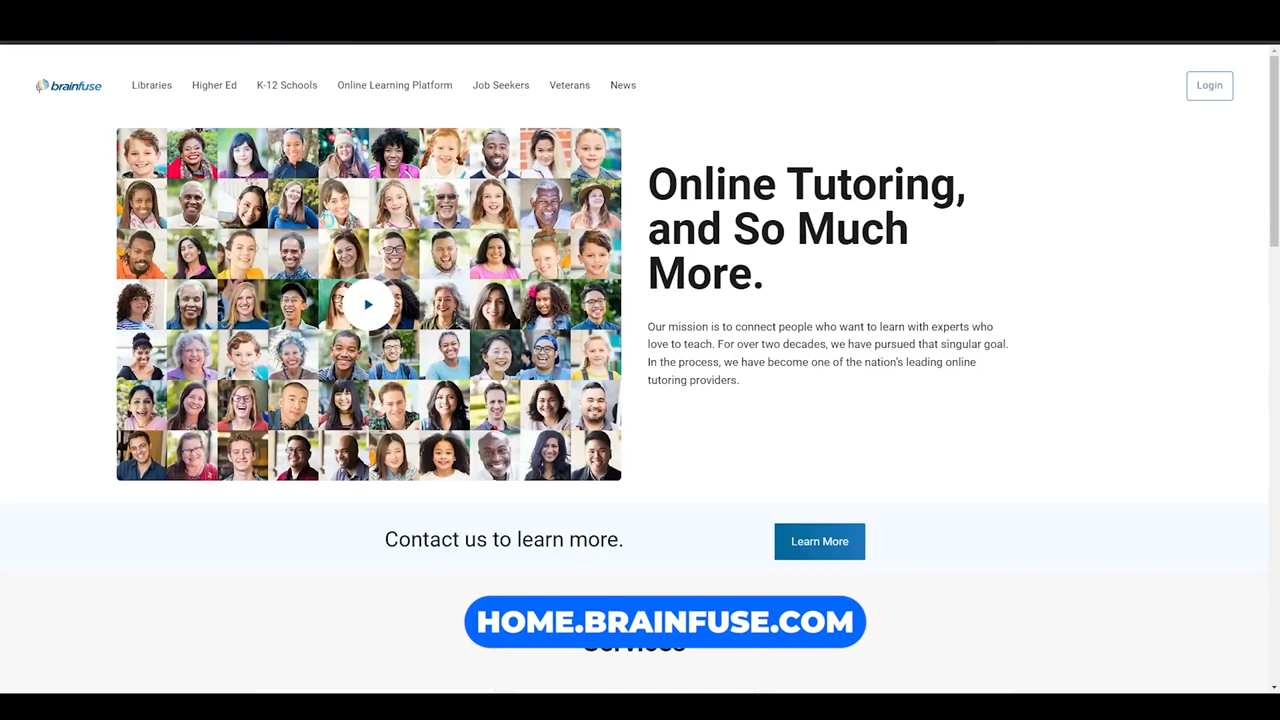 brainfuse
Libraries
Higher Ed
K-12 Schools
Online Learning Platform
Job Seekers
Veterans
News
Login
Online Tutoring,
and So Much
More.
Our mission is to connect people who want to learn with experts who
love to teach. For over two decades, we have pursued that singular goal.
In the process, we have become one of the nation's leading online
tutoring providers.
Contact us to learn more.
Learn More
HOME.BRAINFUSE.COM
Services